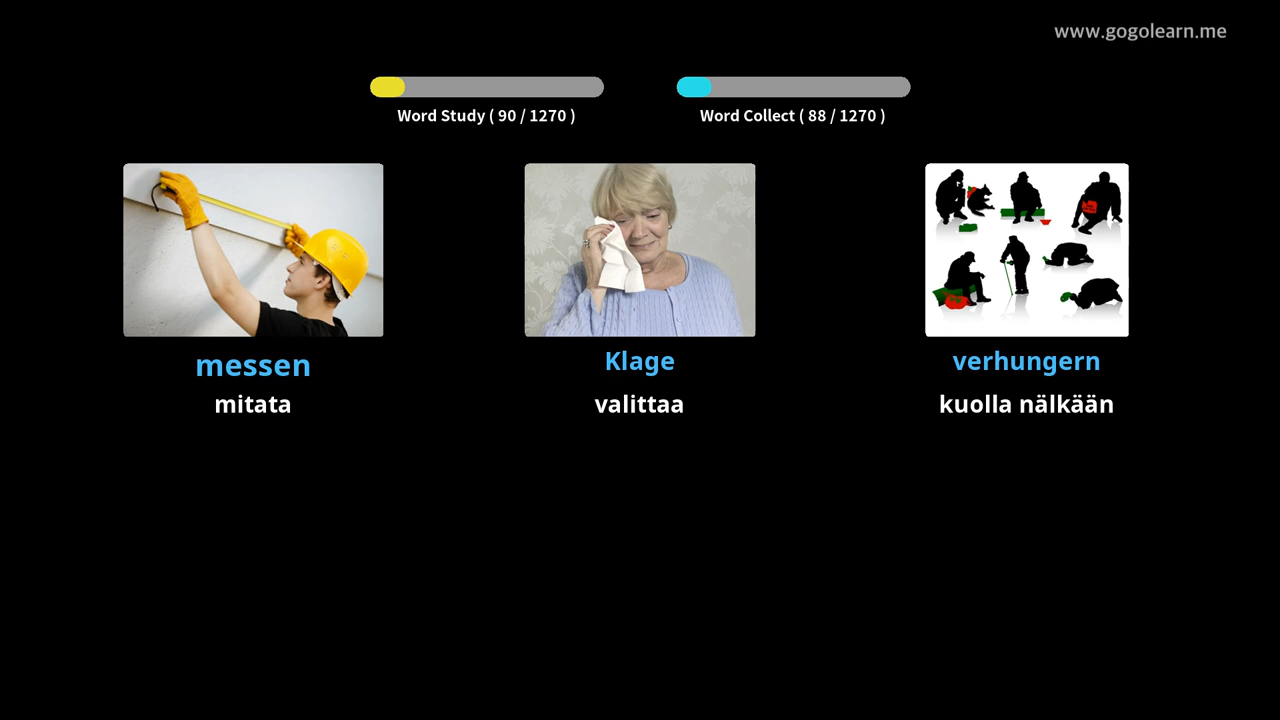 www.gogolearn.me
Word Study ( 90 / 1270 )
Word Collect ( 88 / 1270 )
messen
Klage
verhungern
mitata
valittaa
kuolla nälkään